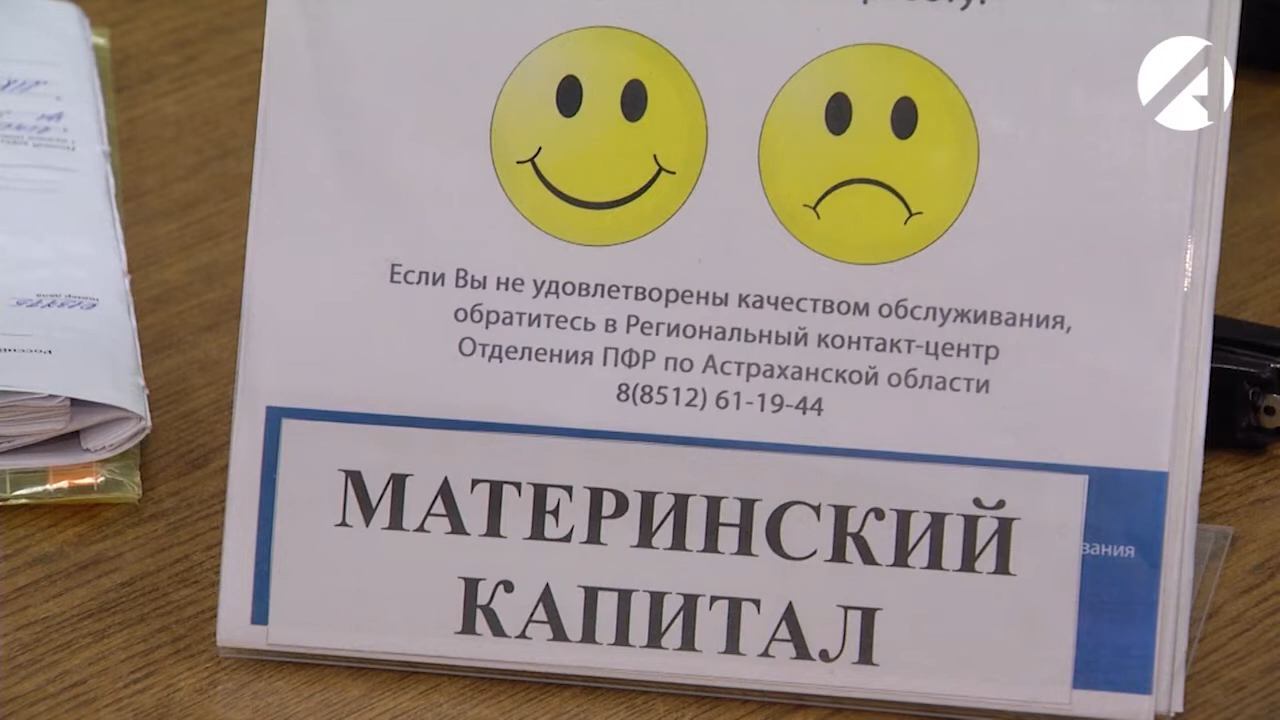 Если Вы не удовлетворены качеством обслуживания,
обратитесь в Региональный контакт-центр
Отделения ПФР по Астраханской области
8(8512) 61-19-44
МАТЕРИНСКИЙ
КАПИТАЛ